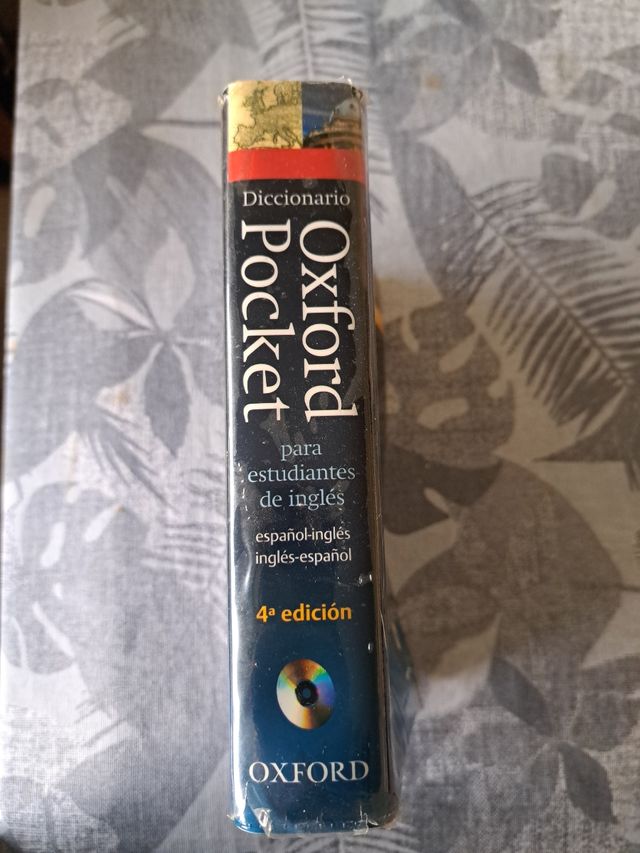 Diccionario
Oxford
Pocket
para
estudiantes
de inglés
español-inglés
inglés-español
4ª edición
OXFORD